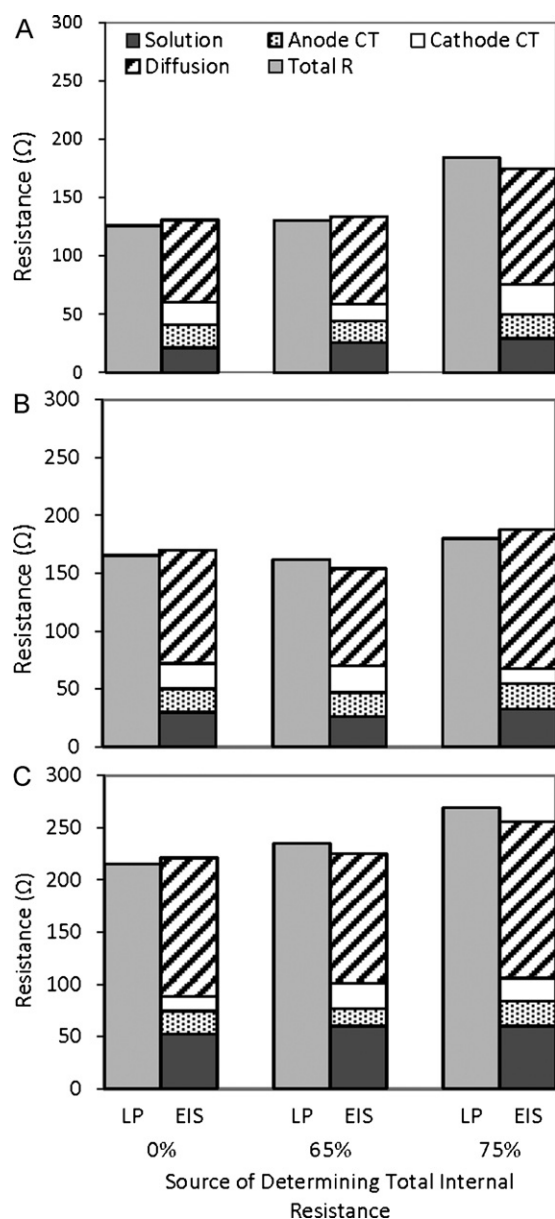 A
300
250
200
150
100
50
0
Resistance (Ω)
Solution Anode CT Cathode CT
Diffusion Total R
B
300
250
200
150
100
50
0
Resistance (Ω)
C
300
250
200
150
100
50
0
Resistance (Ω)
LP EIS LP EIS LP EIS
0% 65% 75%
Source of Determining Total Internal
Resistance